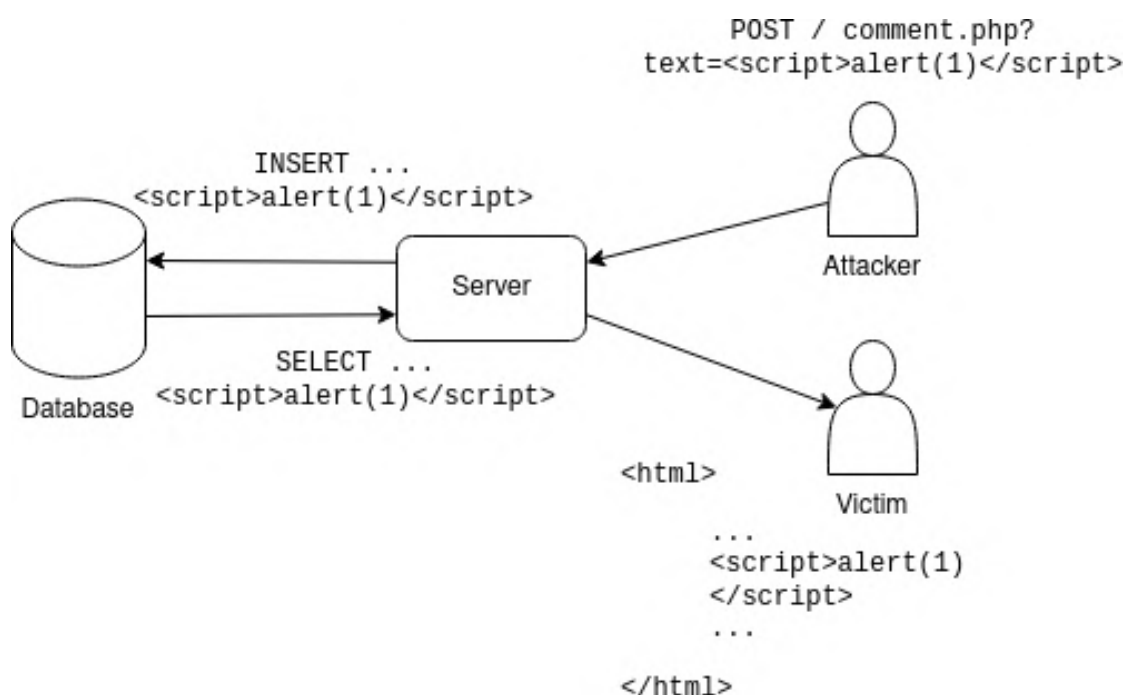 POST / comment.php?
text=<script>alert(1)</script>
INSERT ...
<script>alert(1)</script>
Server
Attacker
SELECT ...
<script>alert(1)</script>
Database
<html>
Victim
...
<script>alert(1)
</script>
...
</html>